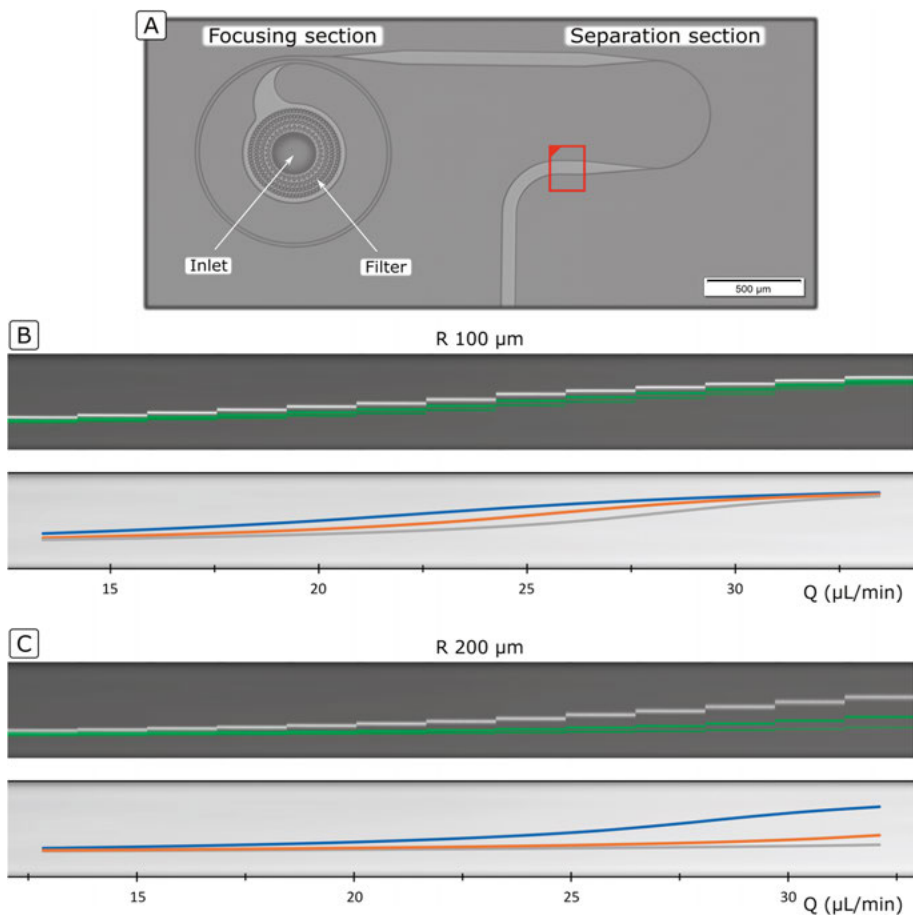 A
Focusing section
Separation section
Inlet
Filter
500 µm
B
R 100 µm
15
20
25
30
Q (µL/min)
C
R 200 µm
15
20
25
30
Q (µL/min)